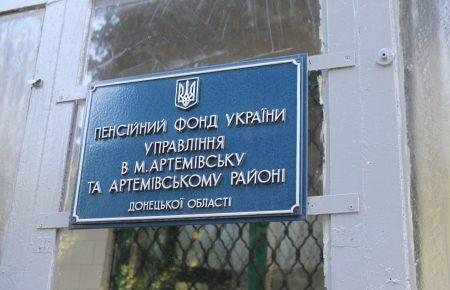 ПЕНСІЙНИЙ ФОНД УКРАЇНИ
УПРАВЛІННЯ
В М.АРТЕМІВСЬКУ
ТА АРТЕМІВСЬКОМУ РАЙОНІ
ДОНЕЦЬКОЇ ОБЛАСТІ